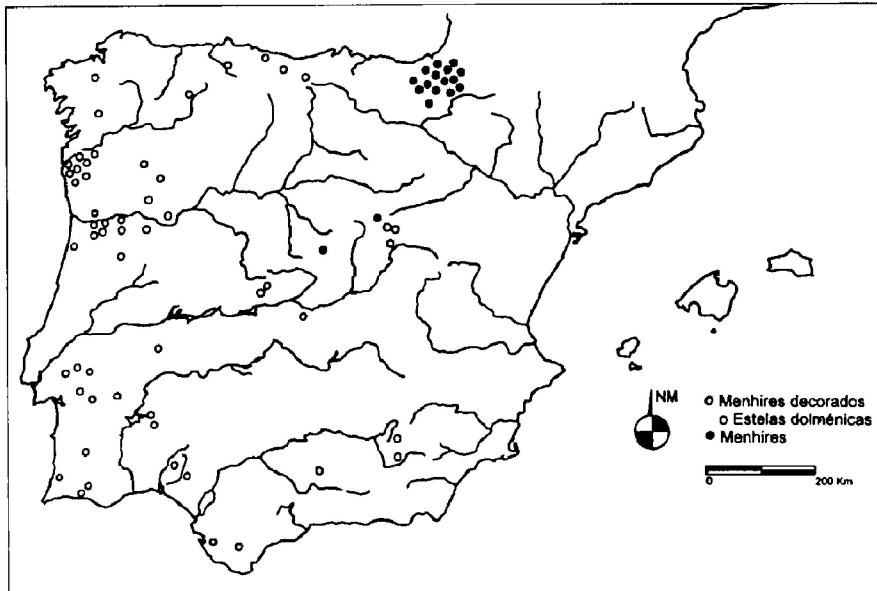 NM
Menhires decorados
Estelas dolménicas
Menhires
0 200 Km